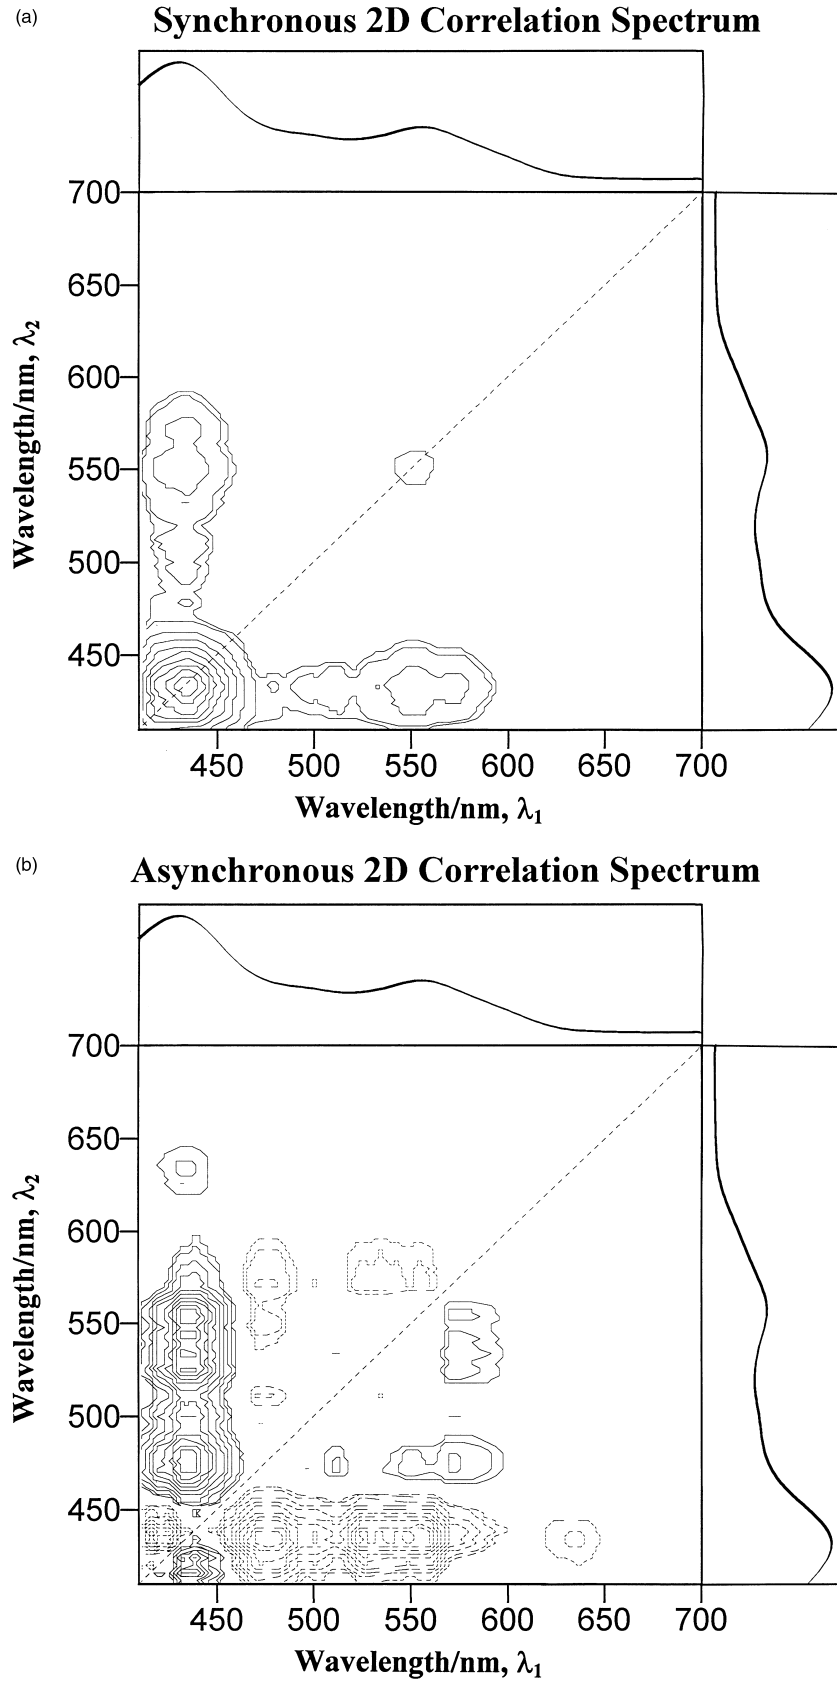 (a)
Synchronous 2D Correlation Spectrum
700
650
600
550
500
450
Wavelength/nm, λ2
450 500 550 600 650 700
Wavelength/nm, λ1
(b)
Asynchronous 2D Correlation Spectrum
700
650
600
550
500
450
Wavelength/nm, λ2
450 500 550 600 650 700
Wavelength/nm, λ1